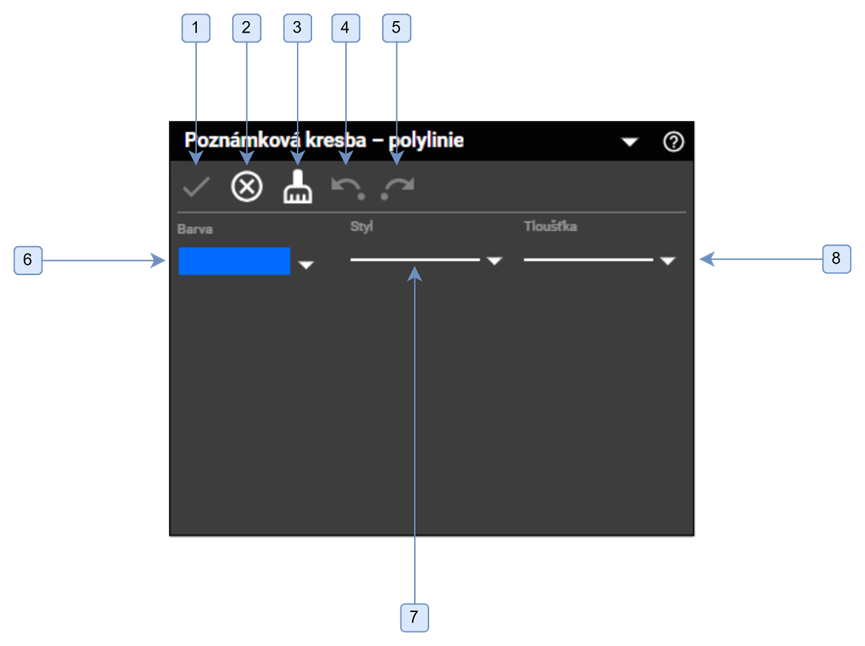 1 2 3 4 5
Poznámková kresba – polylinie
Barva Styl Tloušťka
6 8
7